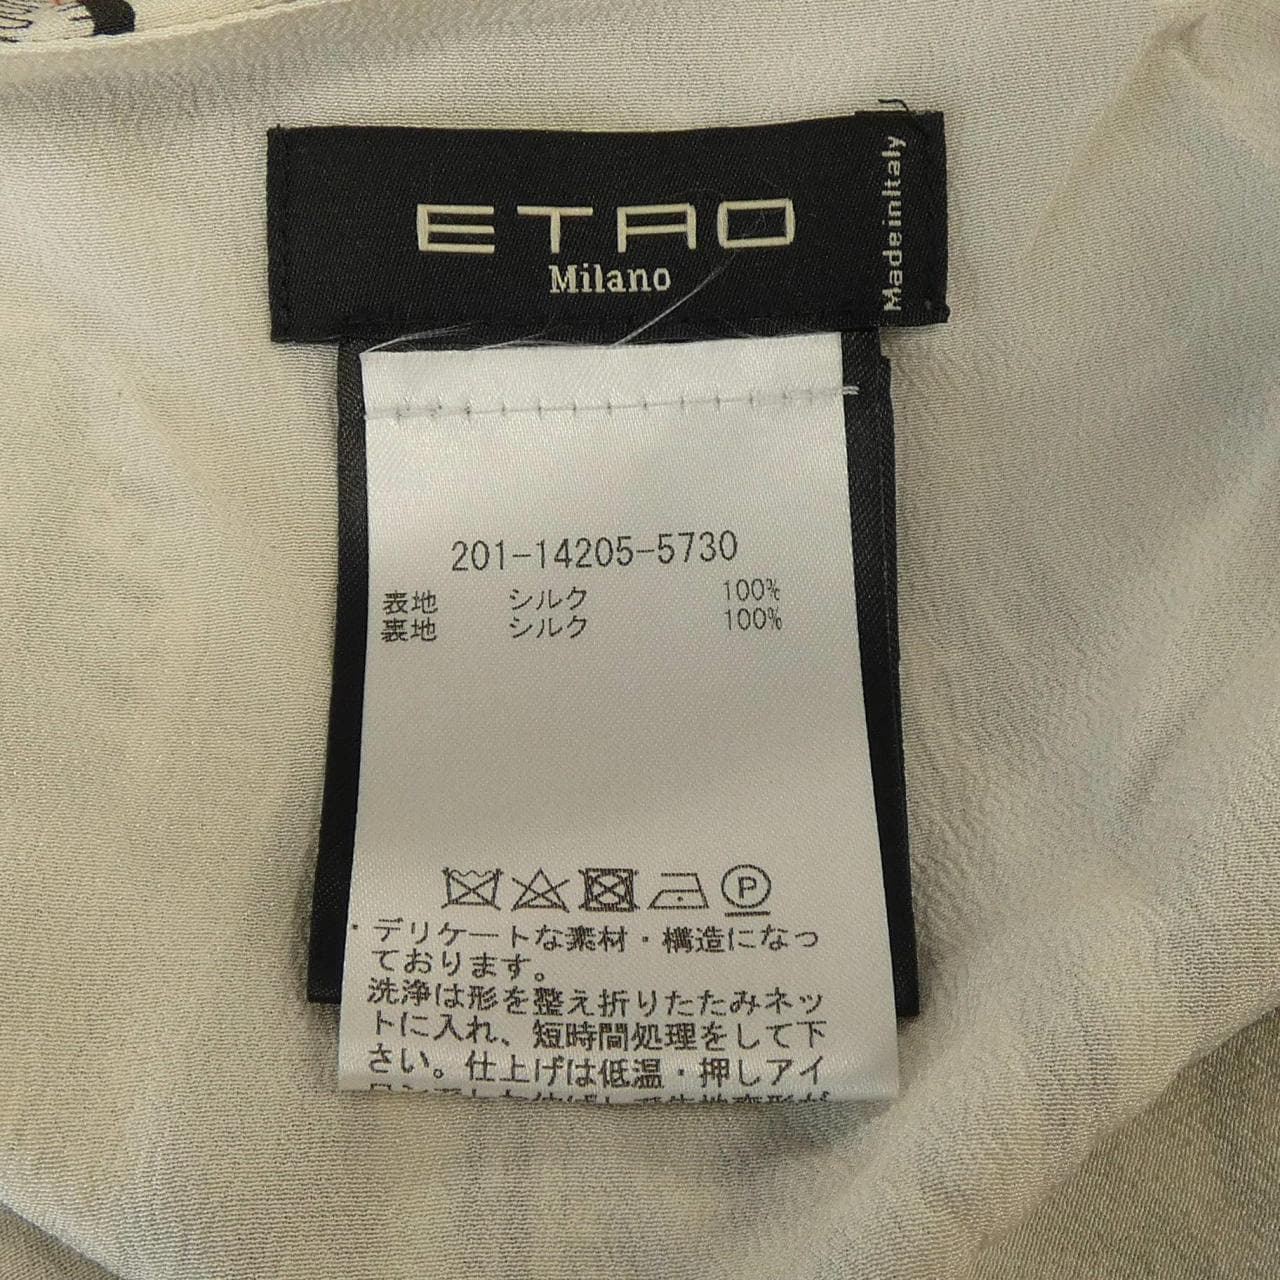 ETRO
Milano
Made in Italy
201-14205-5730
表地 シルク 100%
裏地 シルク 100%
P
・デリケートな素材・構造になっ
ております。
洗浄は形を整え折りたたみネッ
トに入れ、短時間処理をして下
さい。仕上げは低温・押しアイ